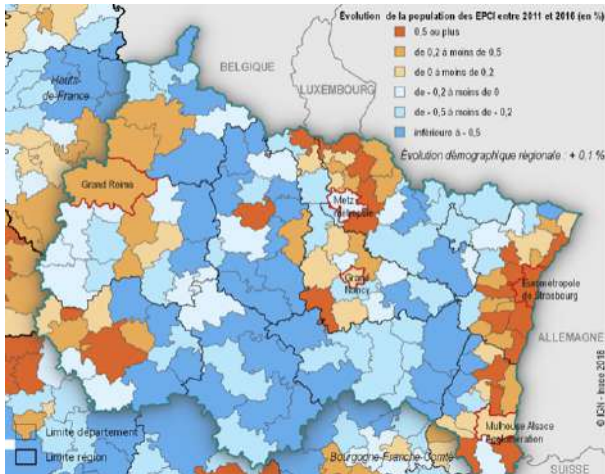 Évolution de la population des EPCI entre 2011 et 2016 (en %)
0,5 ou plus
de 0,2 à moins de 0,5
de 0 à moins de 0,2
de - 0,2 à moins de 0
de - 0,5 à moins de - 0,2
inférieure à - 0,5
Évolution démographique régionale : + 0,1 %
BELGIQUE
LUXEMBOURG
Hauts-
de-France
Grand Reims
Metz
Métropole
Grand
Nancy
Eurométropole
de Strasbourg
ALLEMAGNE
Mulhouse Alsace
Agglomération
Bourgogne-Franche-Comté
SUISSE
Limite département
Limite région
© IGN - Insee 2018